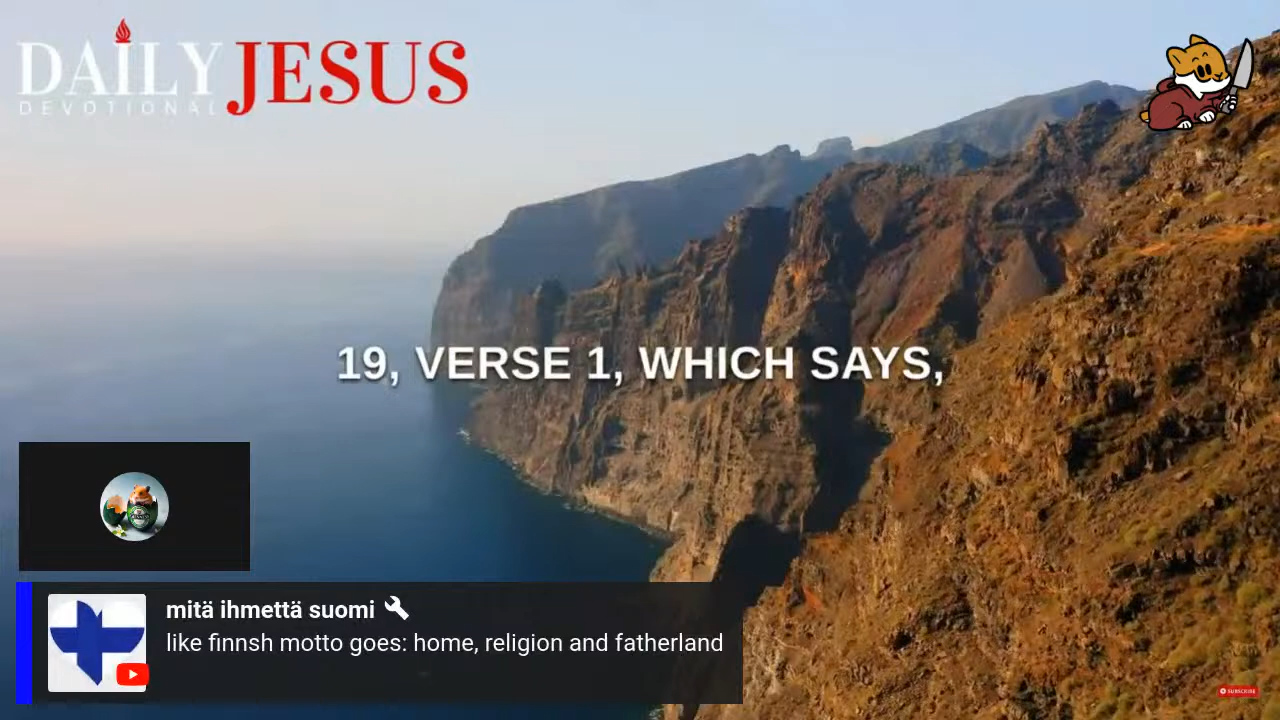 DAILY JESUS
DEVOTIONAL
19, VERSE 1, WHICH SAYS,
mitä ihmettä suomi
like finnsh motto goes: home, religion and fatherland
SUBSCRIBE